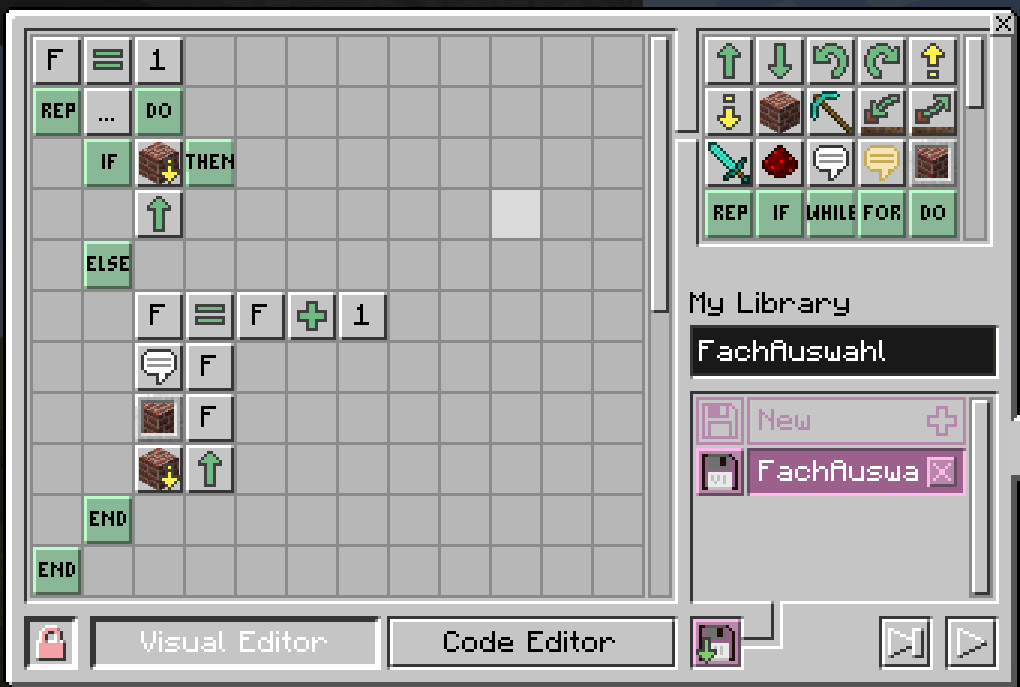 F 1
REP ... DO
IF THEN
ELSE
F F 1
F
F
END
END
REP IF WHILE FOR DO
My Library
FachAuswahl
New
V1 FachAuswa
Visual Editor Code Editor